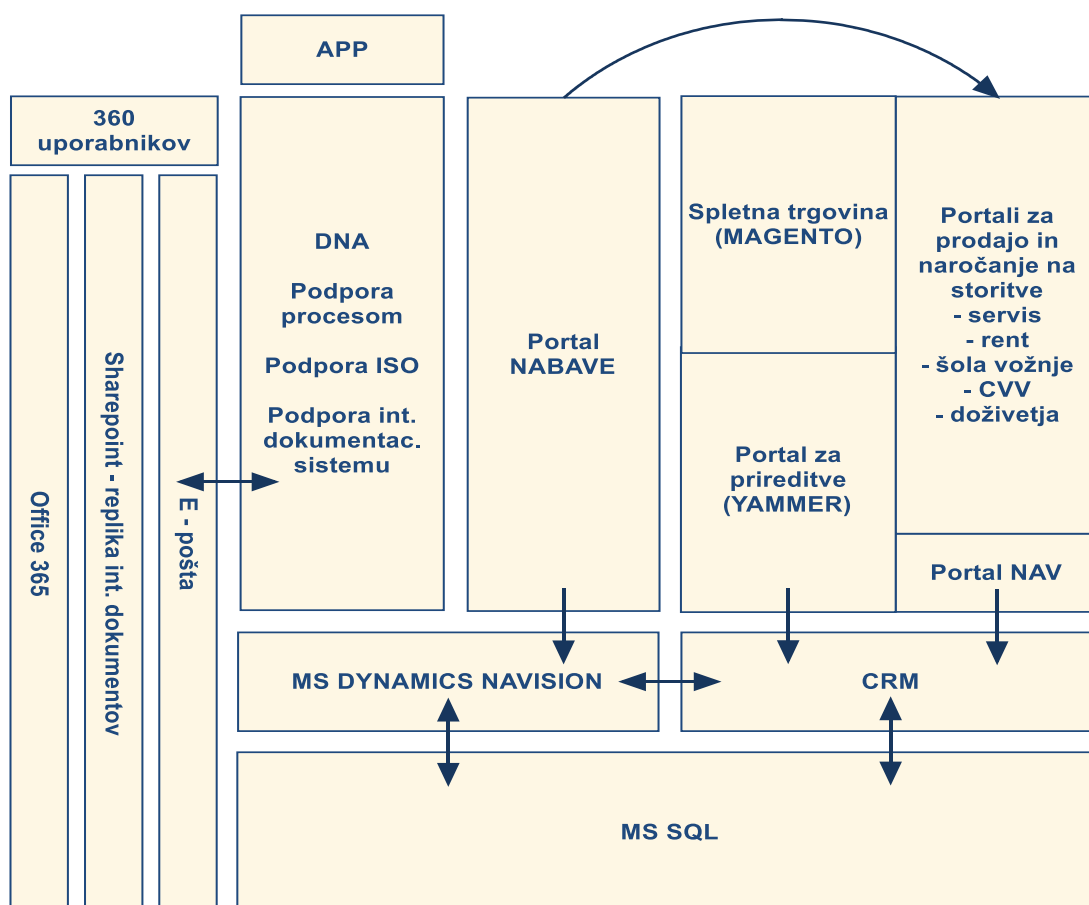 APP
360
uporabnikov
Office 365
Sharepoint - replika int. dokumentov
E - pošta
DNA
Podpora
procesom
Podpora ISO
Podpora int.
dokumentac.
sistemu
Portal
NABAVE
Spletna trgovina
(MAGENTO)
Portal za
prireditve
(YAMMER)
Portali za
prodajo in
naročanje na
storitve
- servis
- rent
- šola vožnje
- CVV
- doživetja
Portal NAV
MS DYNAMICS NAVISION
CRM
MS SQL